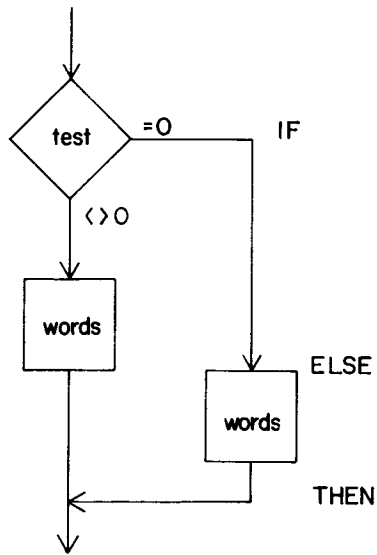 test
=0
IF
<>0
words
ELSE
words
THEN